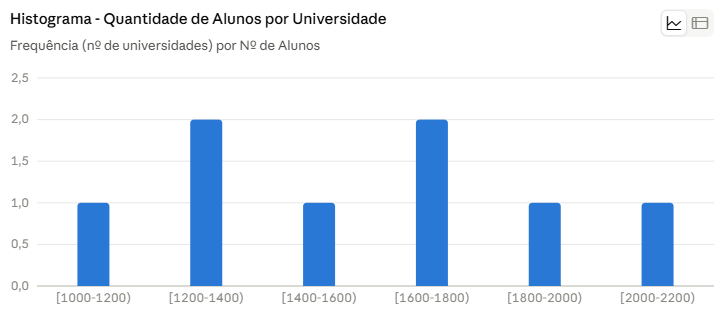 Histograma - Quantidade de Alunos por Universidade
Frequência (nº de universidades) por Nº de Alunos
2,5
2,0
1,5
1,0
0,5
0,0
[1000-1200) [1200-1400) [1400-1600) [1600-1800) [1800-2000) [2000-2200)